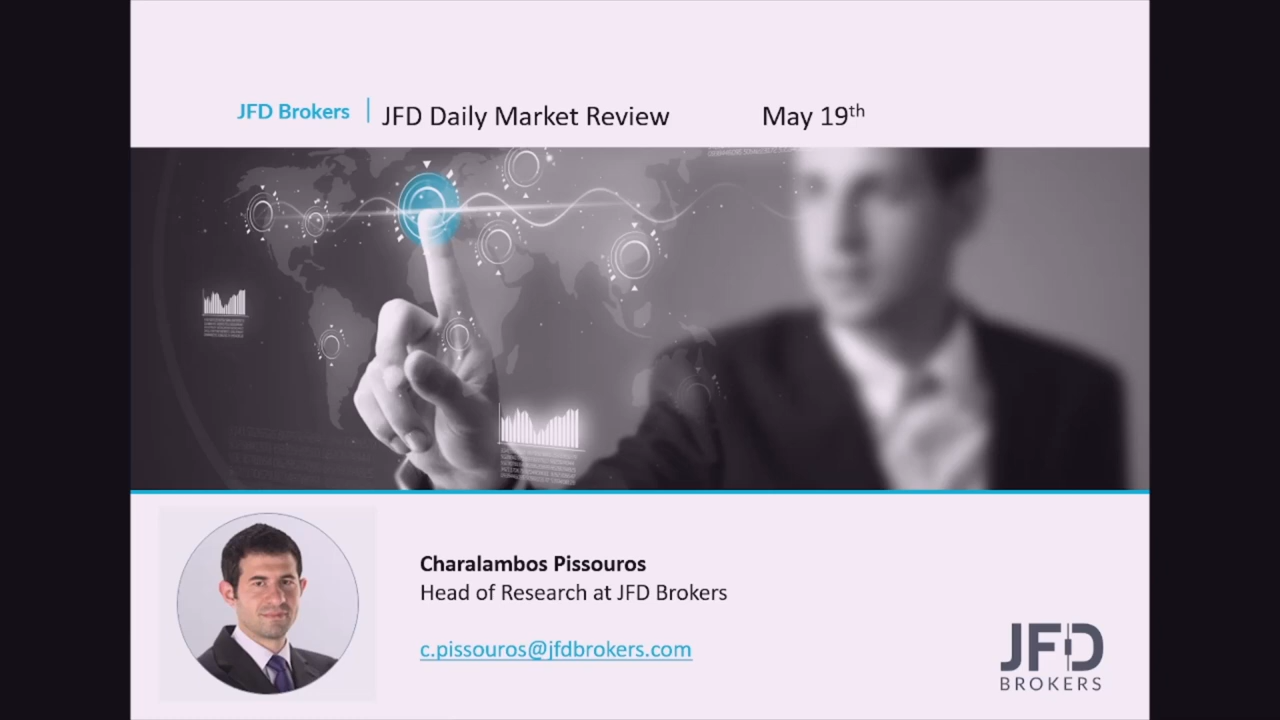 JFD Brokers | JFD Daily Market Review May 19th
Charalambos Pissouros
Head of Research at JFD Brokers
c.pissouros@jfdbrokers.com
JFD
BROKERS